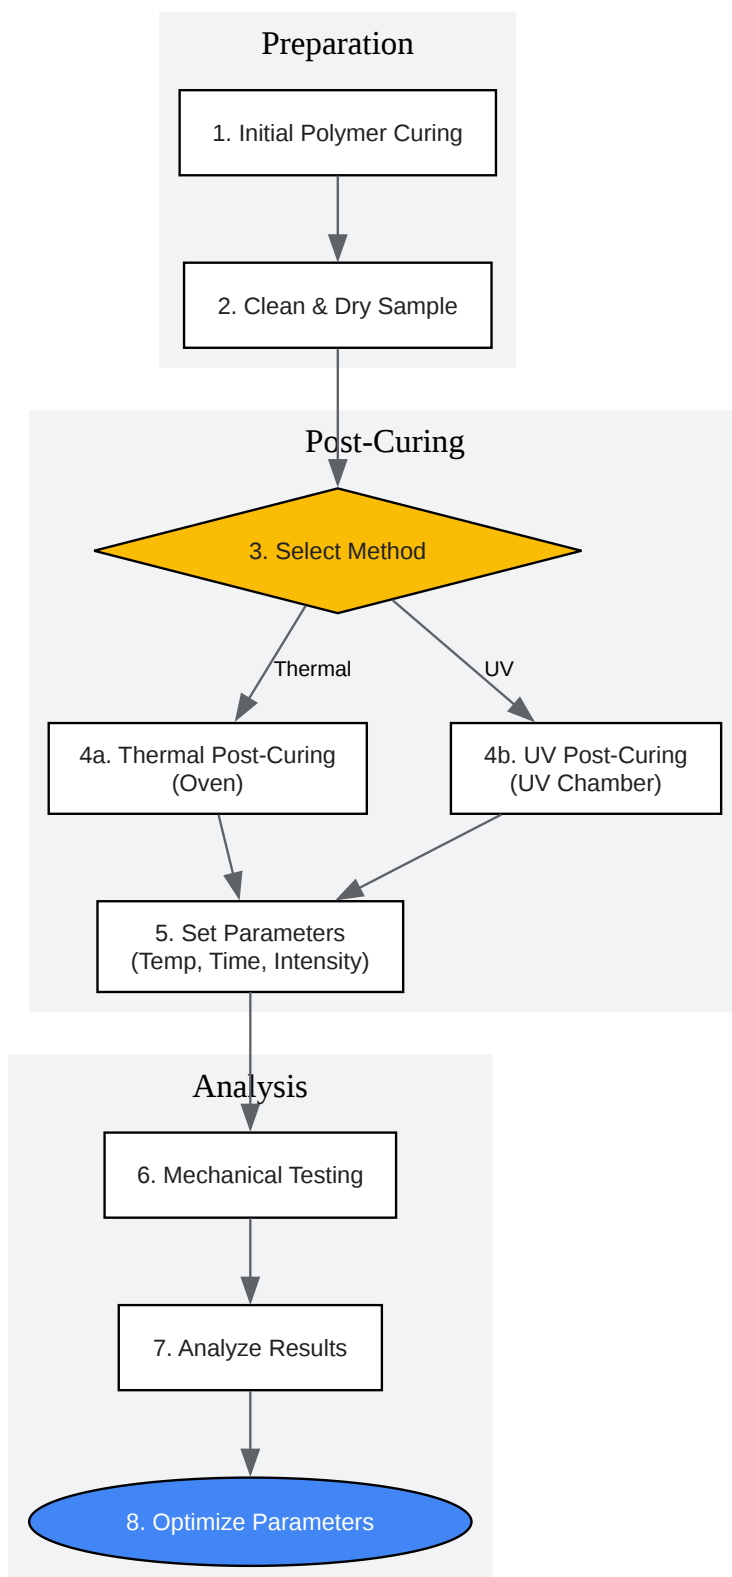 Preparation
1. Initial Polymer Curing
2. Clean & Dry Sample
Post-Curing
3. Select Method
Thermal
UV
4a. Thermal Post-Curing
(Oven)
4b. UV Post-Curing
(UV Chamber)
5. Set Parameters
(Temp, Time, Intensity)
Analysis
6. Mechanical Testing
7. Analyze Results
8. Optimize Parameters